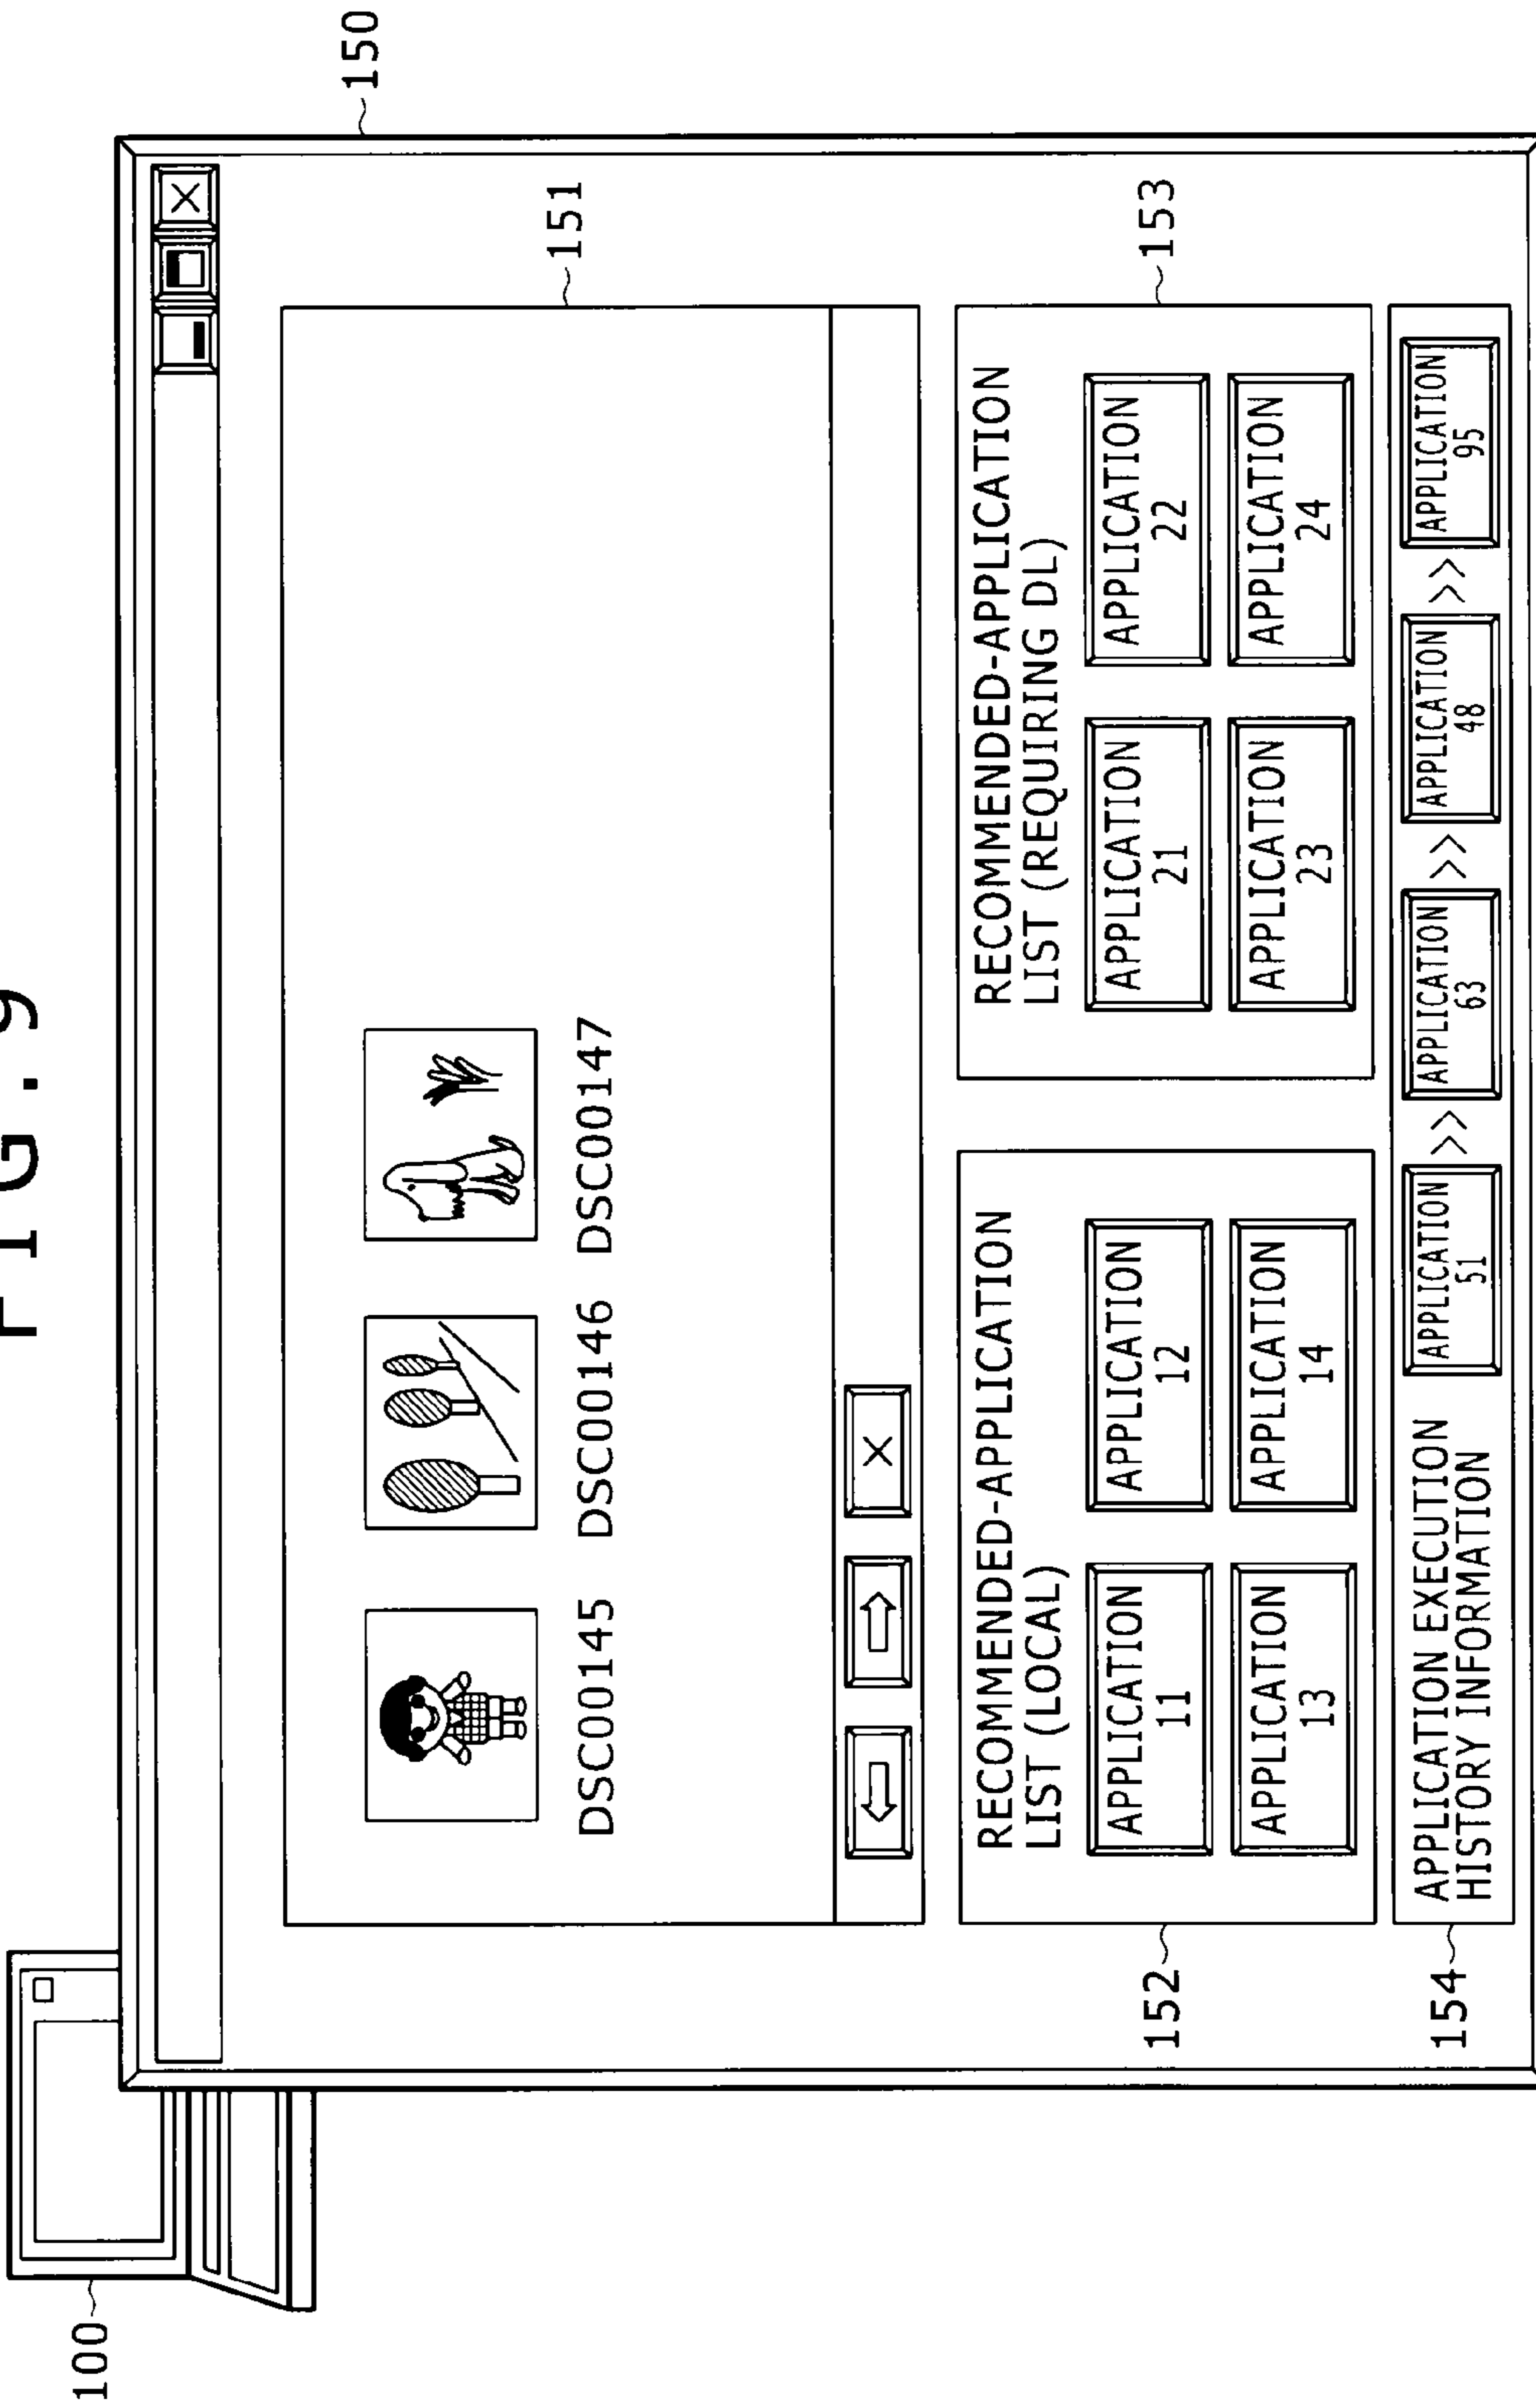 FIG. 9
100
150
151
DSC00145 DSC00146 DSC00147
×
152
RECOMMENDED-APPLICATION
LIST (LOCAL)
APPLICATION
11
APPLICATION
12
APPLICATION
13
APPLICATION
14
153
RECOMMENDED-APPLICATION
LIST (REQUIRING DL)
APPLICATION
21
APPLICATION
22
APPLICATION
23
APPLICATION
24
154
APPLICATION EXECUTION
HISTORY INFORMATION
APPLICATION
51
>>
APPLICATION
63
>>
APPLICATION
48
>>
APPLICATION
95